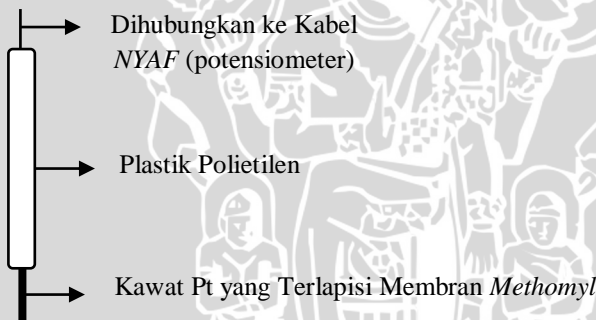 Dihubungkan ke Kabel
NYAF (potensiometer)
Plastik Polietilen
Kawat Pt yang Terlapisi Membran Methomyl